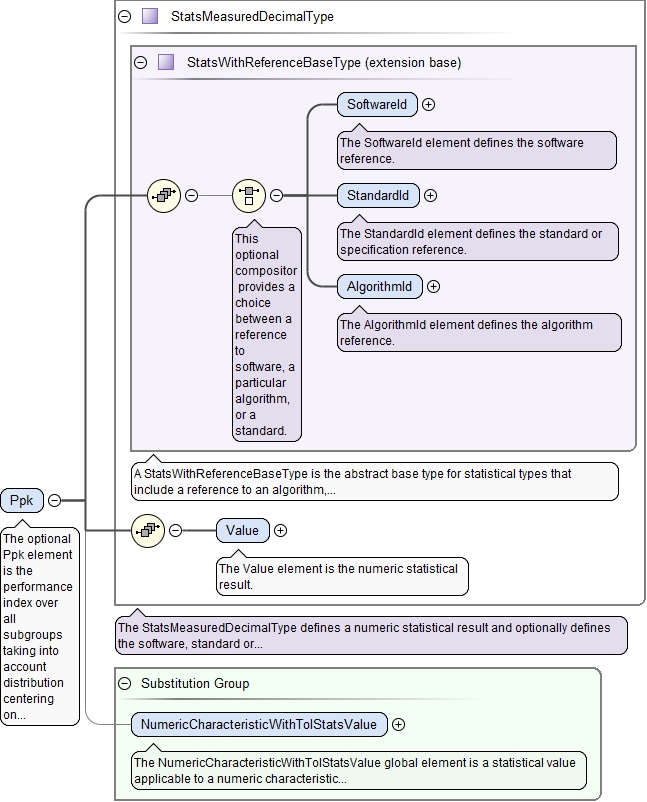 StatsMeasuredDecimalType
StatsWithReferenceBaseType (extension base)
SoftwareId
The SoftwareId element defines the software
reference.
StandardId
The StandardId element defines the standard or
specification reference.
AlgorithmId
The AlgorithmId element defines the algorithm
reference.
This
optional
compositor
provides a
choice
between a
reference
to
software, a
particular
algorithm,
or a
standard.
A StatsWithReferenceBaseType is the abstract base type for statistical types that
include a reference to an algorithm,...
Ppk
The optional
Ppk element
is the
performance
index over
all
subgroups
taking into
account
distribution
centering
on...
Value
The Value element is the numeric statistical
result.
The StatsMeasuredDecimalType defines a numeric statistical result and optionally defines
the software, standard or...
Substitution Group
NumericCharacteristicWithTolStatsValue
The NumericCharacteristicWithTolStatsValue global element is a statistical value
applicable to a numeric characteristic...